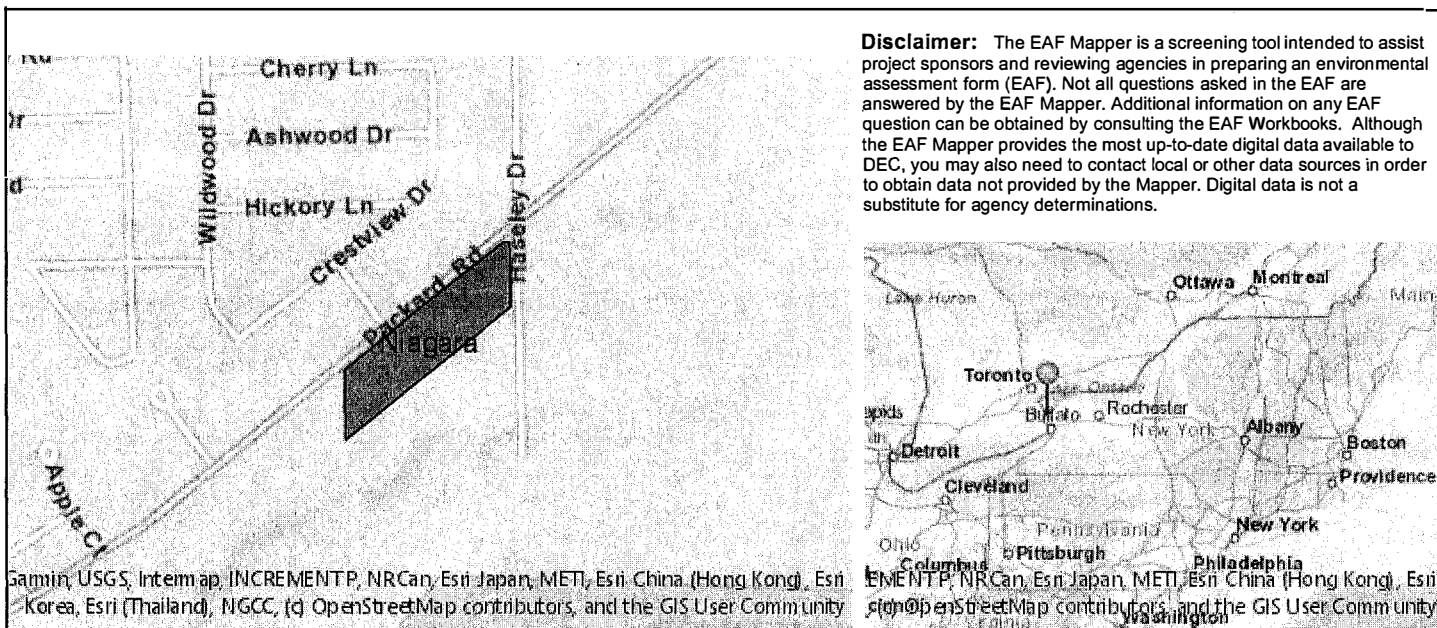 Disclaimer: The EAF Mapper is a screening tool intended to assist
project sponsors and reviewing agencies in preparing an environmental
assessment form (EAF). Not all questions asked in the EAF are
answered by the EAF Mapper. Additional information on any EAF
question can be obtained by consulting the EAF Workbooks. Although
the EAF Mapper provides the most up-to-date digital data available to
DEC, you may also need to contact local or other data sources in order
to obtain data not provided by the Mapper. Digital data is not a
substitute for agency determinations.
Cherry Ln
Wildwood Dr
Ashwood Dr
Haseley Dr
Hickory Ln
Crestview Dr
Packard Rd
Niagara
Apple Ct
Garmin, USGS, Intermap, INCREMENT P, NRCan, Esri Japan, METI, Esri China (Hong Kong), Esri
Korea, Esri (Thailand), NGCC, (c) OpenStreetMap contributors, and the GIS User Community
Ottawa
Montreal
Lake Huron
Main
Toronto
Buffalo
Rochester
New York
Albany
Boston
Detroit
Providence
Cleveland
Pennsylvania
New York
Ohio
Pittsburgh
Columbus
Philadelphia
EMENT P, NRCan, Esri Japan, METI, Esri China (Hong Kong), Esri
OpenStreetMap contributors, and the GIS User Community
Washington